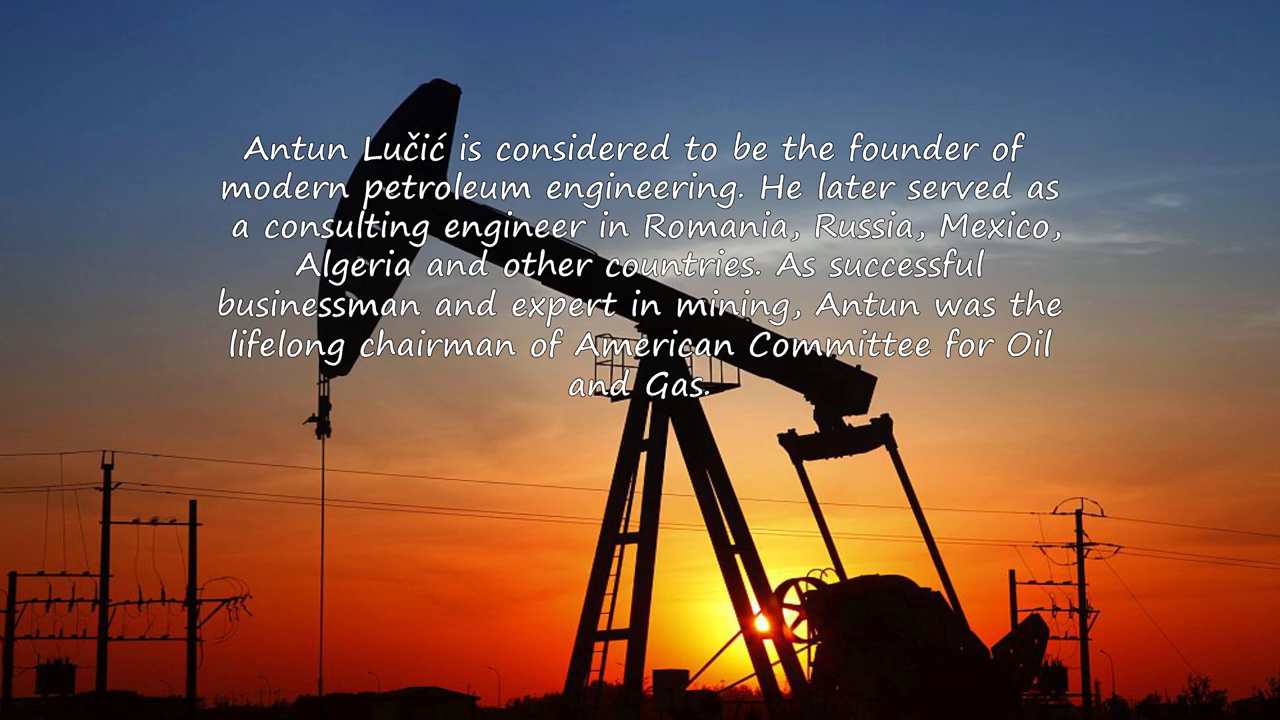 Antun Lučić is considered to be the founder of
modern petroleum engineering. He later served as
a consulting engineer in Romania, Russia, Mexico,
Algeria and other countries. As successful
businessman and expert in mining, Antun was the
lifelong chairman of American Committee for Oil
and Gas.